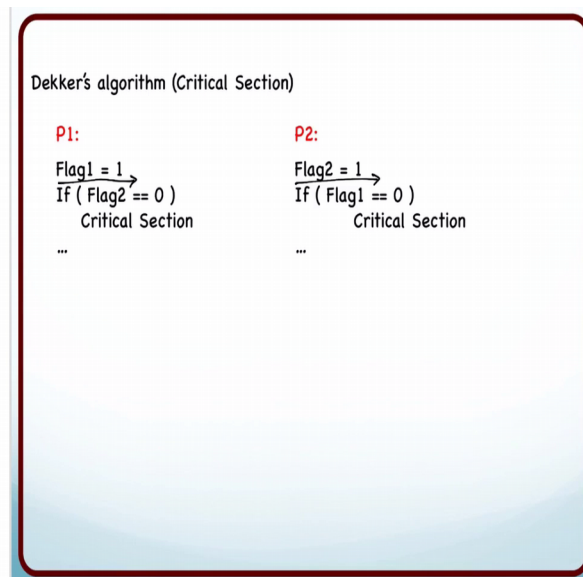 Dekker's algorithm (Critical Section)
P1:
Flag1 = 1
If ( Flag2 == 0 )
Critical Section
...
P2:
Flag2 = 1
If ( Flag1 == 0 )
Critical Section
...